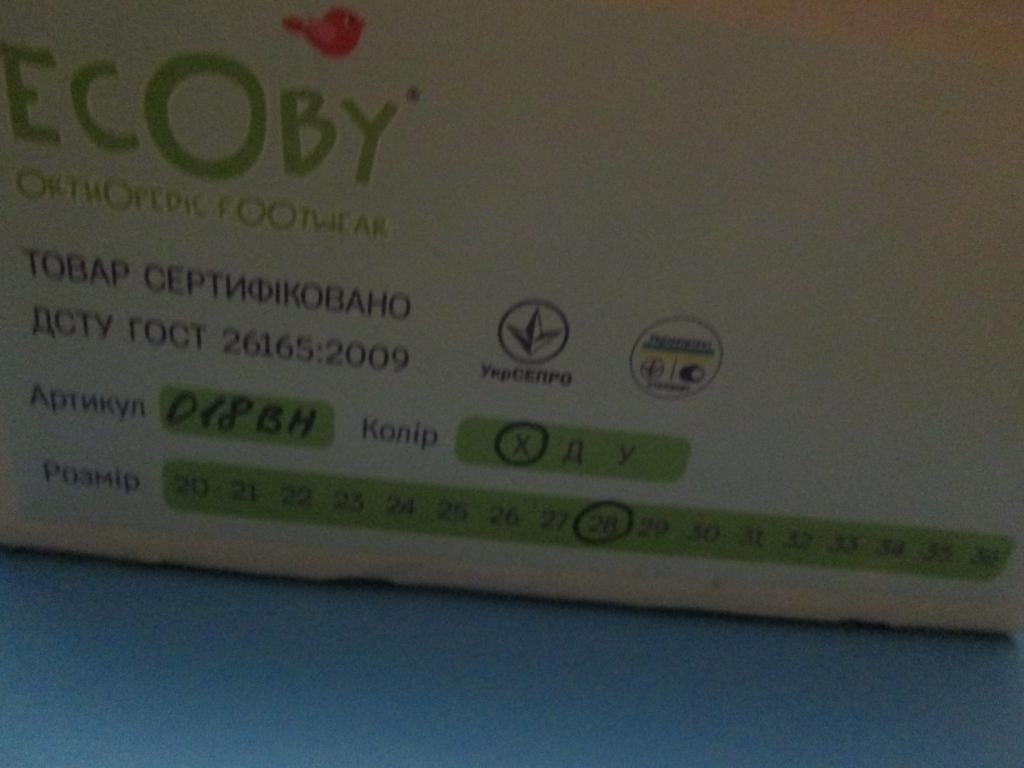 ECOBY
ORTHOPEDIC FOOTWEAR
ТОВАР СЕРТИФІКОВАНО
ДСТУ ГОСТ 26165:2009
УкрСЕПРО
Артикул 018ВН Колір Х Д У
Розмір 20 21 22 23 24 25 26 27 28 29 30 31 32 33 34 35 36